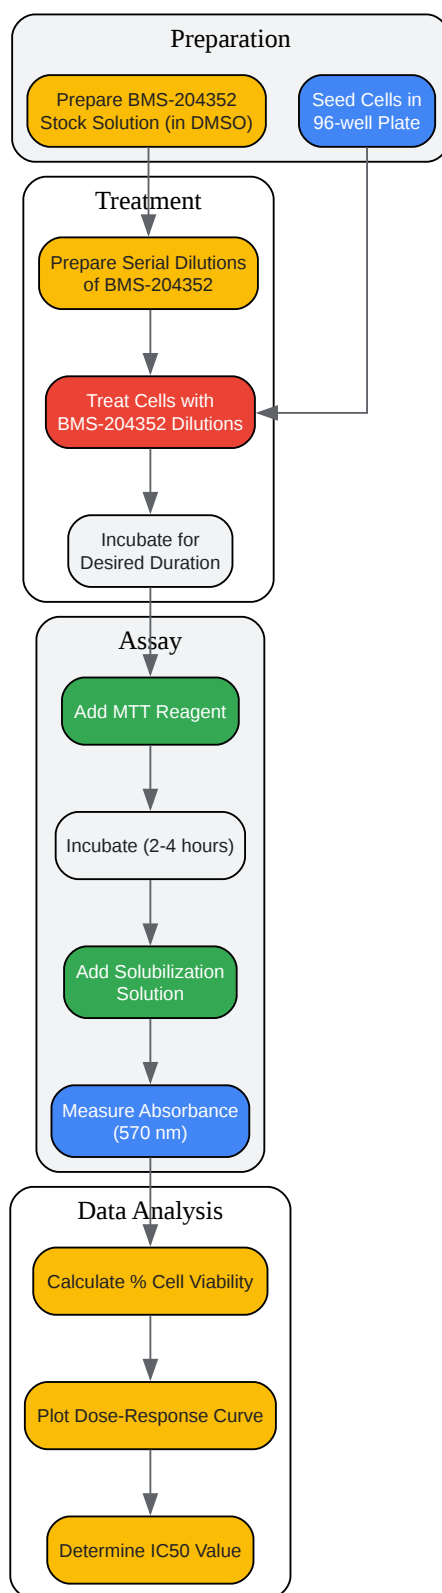 Preparation
Prepare BMS-204352
Stock Solution (in DMSO)
Seed Cells in
96-well Plate
Treatment
Prepare Serial Dilutions
of BMS-204352
Treat Cells with
BMS-204352 Dilutions
Incubate for
Desired Duration
Assay
Add MTT Reagent
Incubate (2-4 hours)
Add Solubilization
Solution
Measure Absorbance
(570 nm)
Data Analysis
Calculate % Cell Viability
Plot Dose-Response Curve
Determine IC50 Value